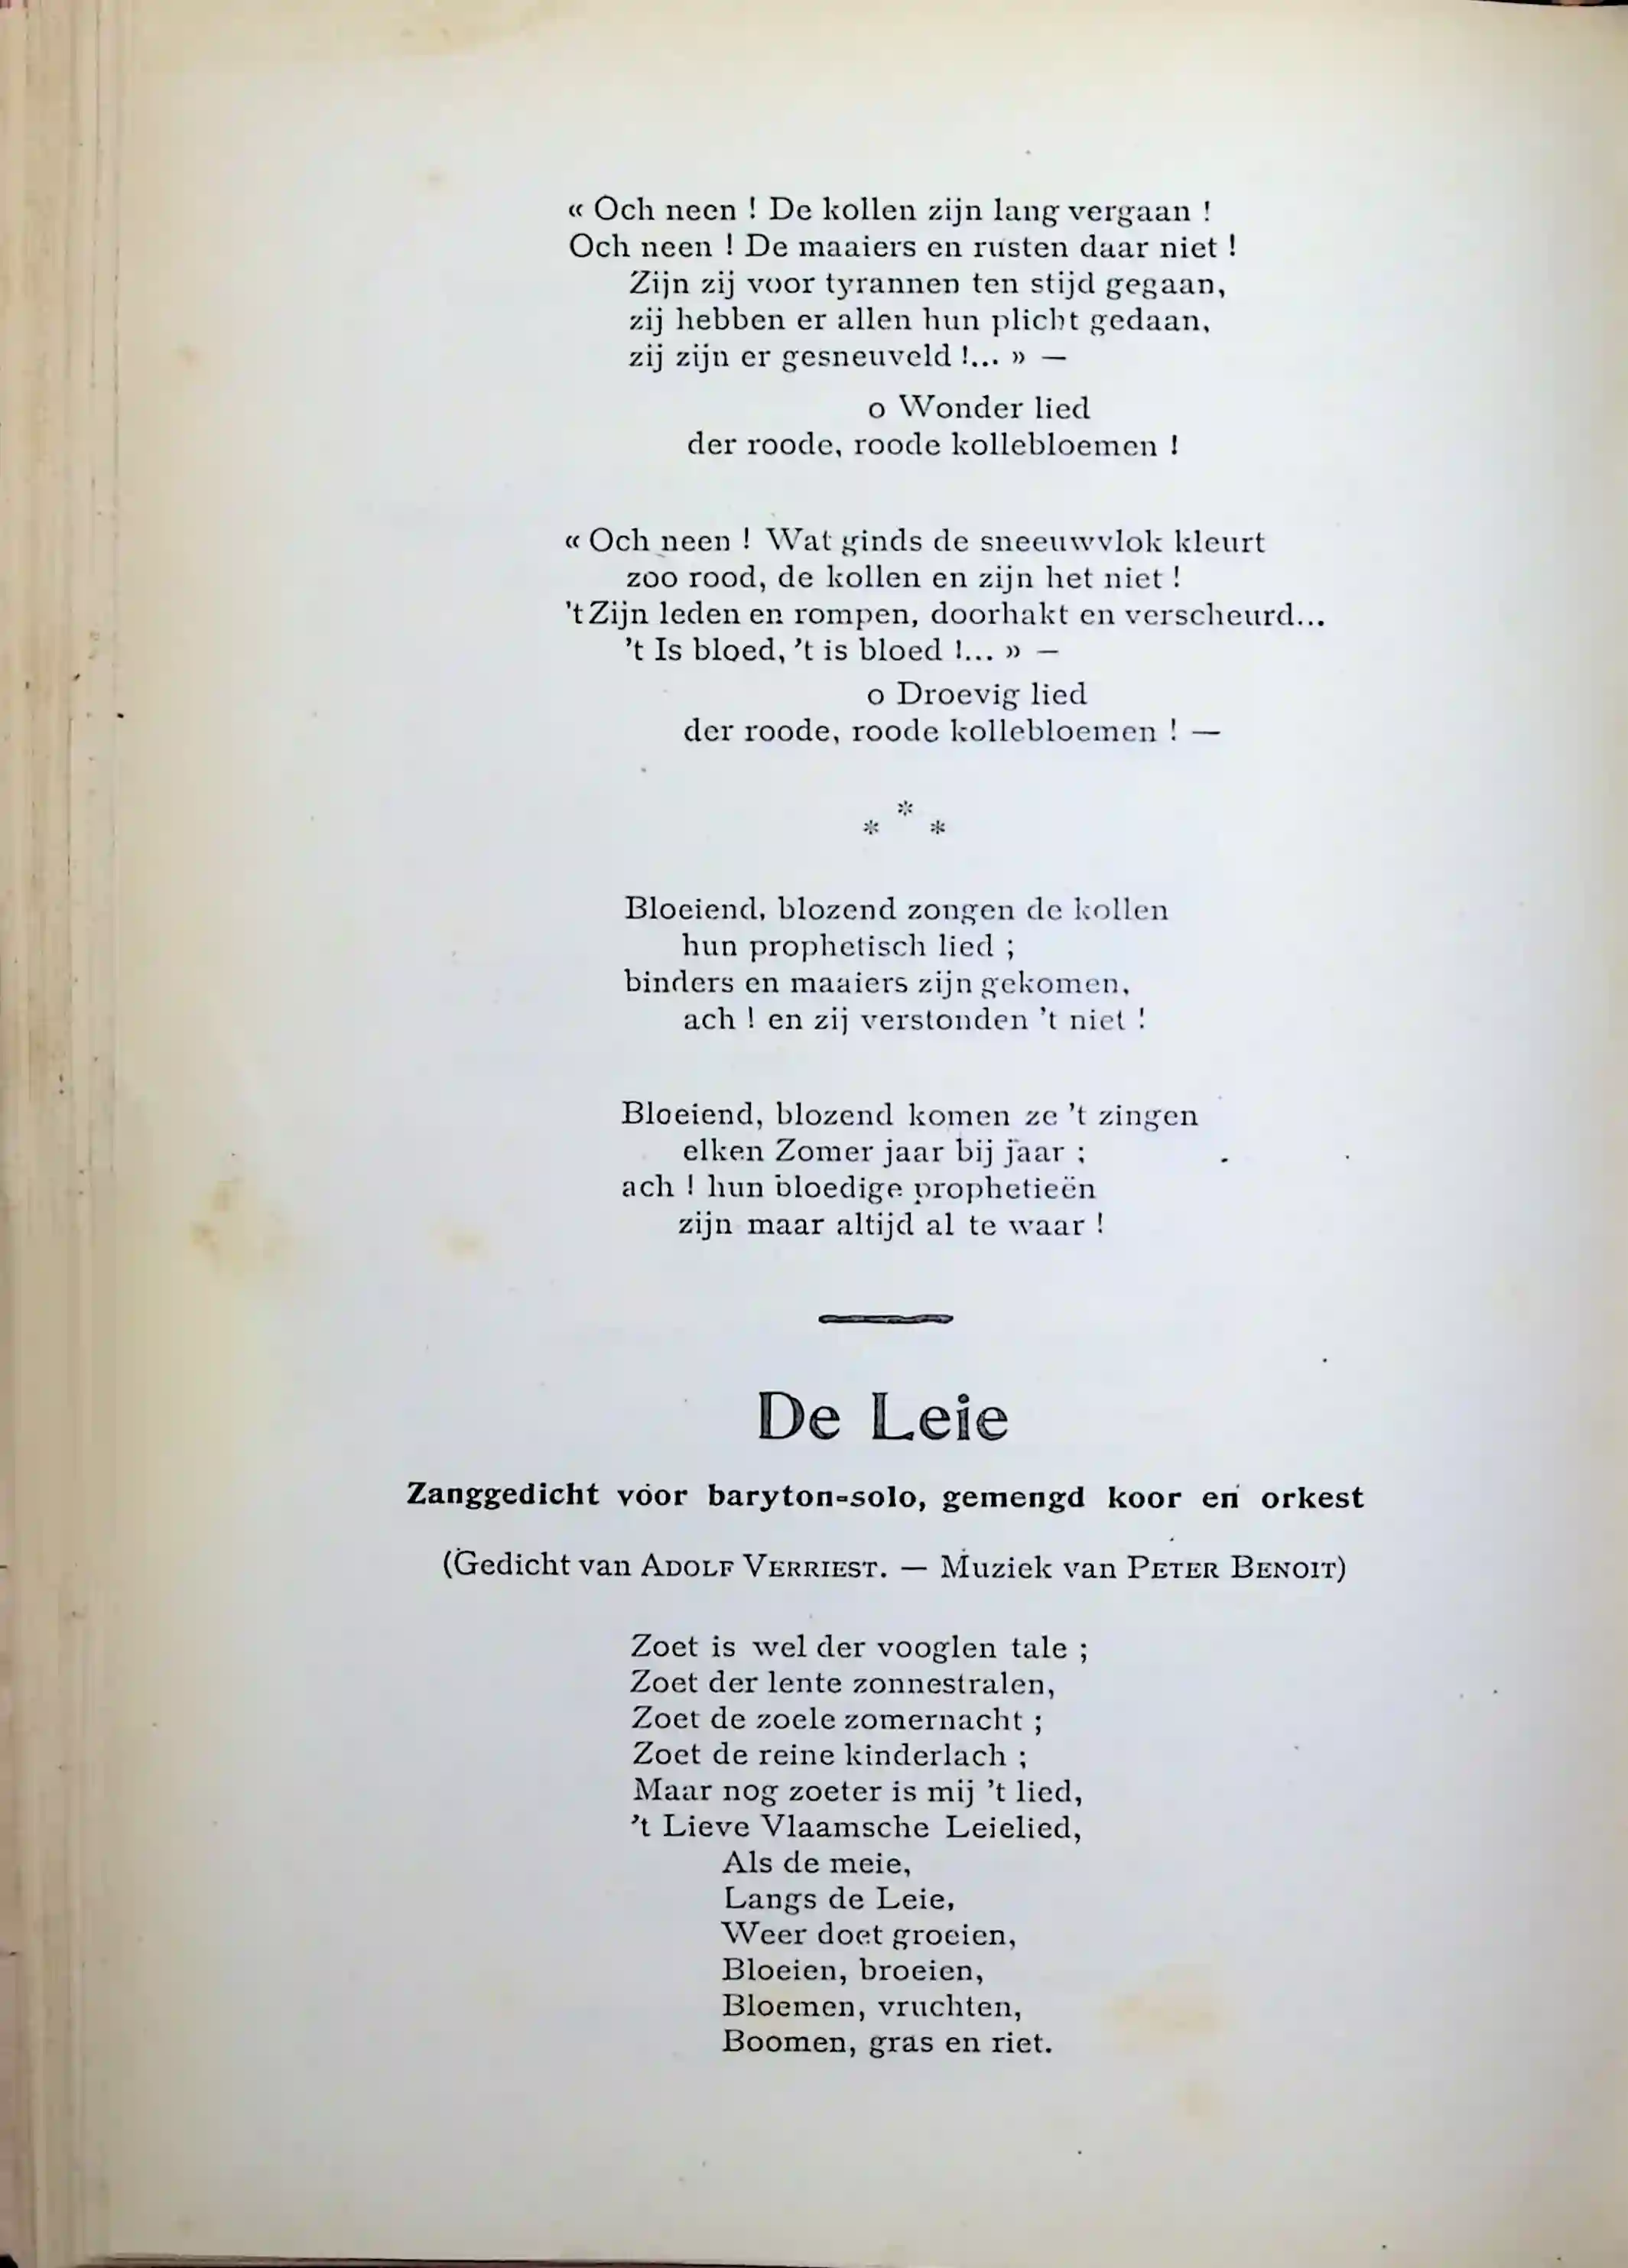 « Och neen ! De kollen zijn lang vergaan !
Och neen ! De maaiers en rusten daar niet !
Zijn zij voor tyrannen ten stijd gegaan,
zij hebben er allen hun plicht gedaan,
zij zijn er gesneuveld !... » —
o Wonder lied
der roode, roode kollebloemen !
« Och neen ! Wat ginds de sneeuwvlok kleurt
zoo rood, de kollen en zijn het niet !
't Zijn leden en rompen, doorhakt en verscheurd...
't Is bloed, 't is bloed !... » —
o Droevig lied
der roode, roode kollebloemen ! —
*
* *
Bloeiend, blozend zongen de kollen
hun prophetisch lied ;
binders en maaiers zijn gekomen,
ach ! en zij verstonden 't niet !
Bloeiend, blozend komen ze 't zingen
elken Zomer jaar bij jaar ;
ach ! hun bloedige prophetieën
zijn maar altijd al te waar !
De Leie
Zanggedicht voor baryton-solo, gemengd koor en orkest
(Gedicht van ADOLF VERRIEST. — Muziek van PETER BENOIT)
Zoet is wel der vooglen tale ;
Zoet der lente zonnestralen,
Zoet de zoele zomernacht ;
Zoet de reine kinderlach ;
Maar nog zoeter is mij 't lied,
't Lieve Vlaamsche Leielied,
Als de meie,
Langs de Leie,
Weer doet groeien,
Bloeien, broeien,
Bloemen, vruchten,
Boomen, gras en riet.